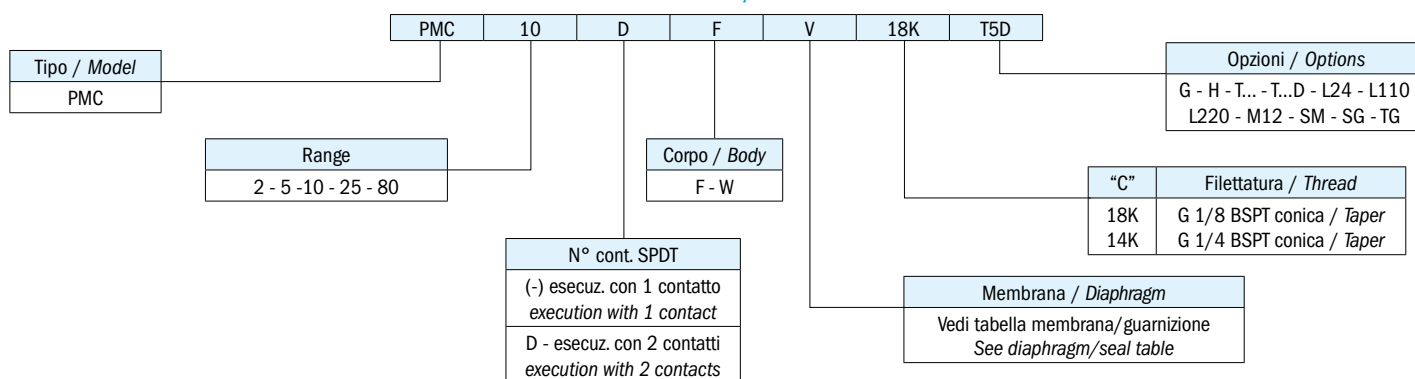 PMC 10 D F V 18K T5D
Tipo / Model
PMC
Opzioni / Options
G - H - T... - T...D - L24 - L110
L220 - M12 - SM - SG - TG
Range
2 - 5 -10 - 25 - 80
Corpo / Body
F - W
"C" Filettatura / Thread
18K G 1/8 BSPT conica / Taper
14K G 1/4 BSPT conica / Taper
N° cont. SPDT
(-) esecuz. con 1 contatto
execution with 1 contact
D - esecuz. con 2 contatti
execution with 2 contacts
Membrana / Diaphragm
Vedi tabella membrana/guarnizione
See diaphragm/seal table